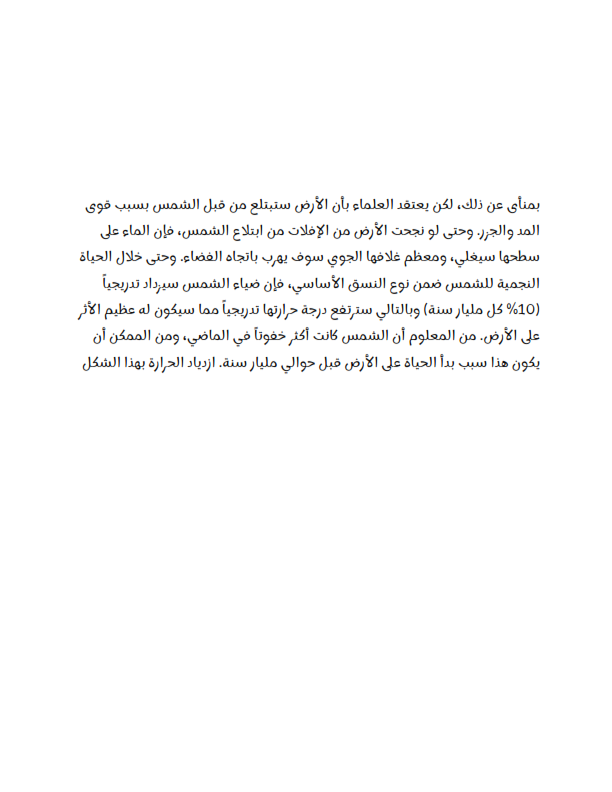 بمنأى عن ذلك، لكن يعتقد العلماء بأن الأرض ستبتلع من قبل الشمس بسبب قوى
المد والجزر. وحتى لو نجحت الأرض من الإفلات من ابتلاع الشمس، فإن الماء على
سطحها سيغلي، ومعظم غلافها الجوي سوف يهرب باتجاه الفضاء. وحتى خلال الحياة
النجمية للشمس ضمن نوع النسق الأساسي، فإن ضياء الشمس سيزداد تدريجياً
(10% كل مليار سنة) وبالتالي سترتفع درجة حرارتها تدريجياً مما سيكون له عظيم الأثر
على الأرض. من المعلوم أن الشمس كانت أكثر خفوتاً في الماضي، ومن الممكن أن
يكون هذا سبب بدأ الحياة على الأرض قبل حوالي مليار سنة. ازدياد الحرارة بهذا الشكل